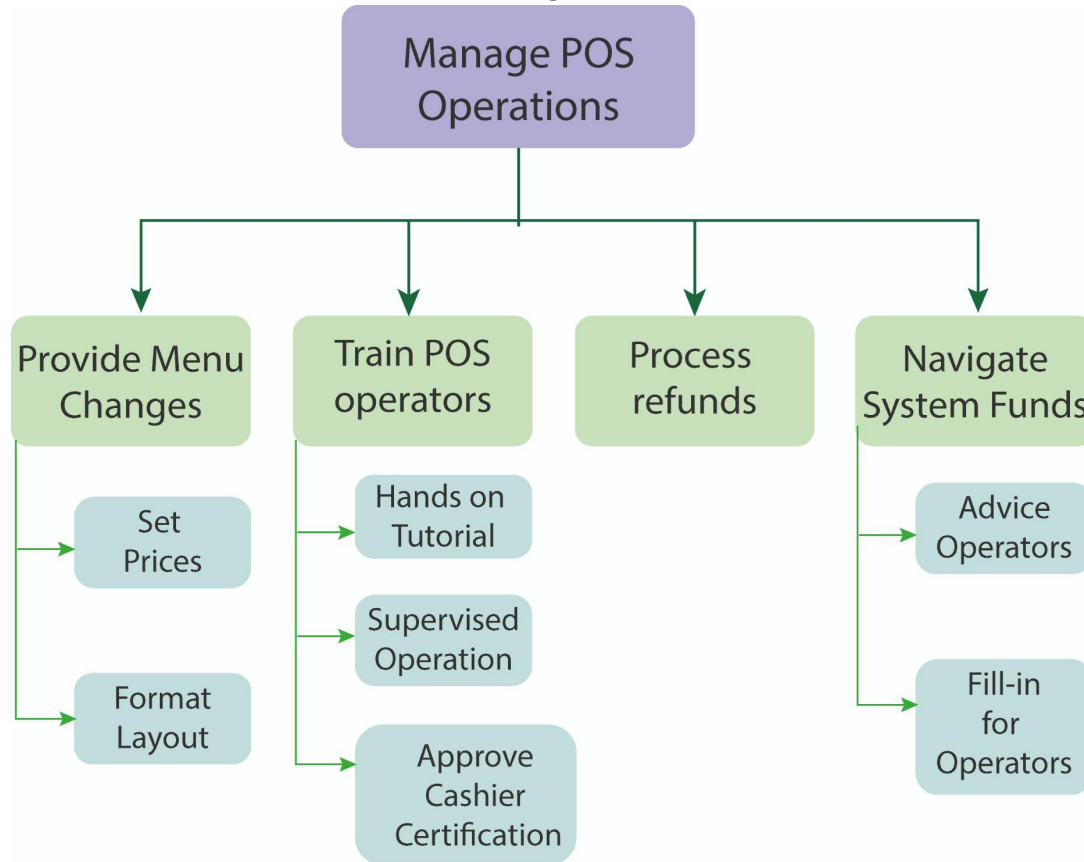 Manage POS
Operations
Provide Menu
Changes
Train POS
operators
Process
refunds
Navigate
System Funds
Set
Prices
Format
Layout
Hands on
Tutorial
Supervised
Operation
Approve
Cashier
Certification
Advice
Operators
Fill-in
for
Operators